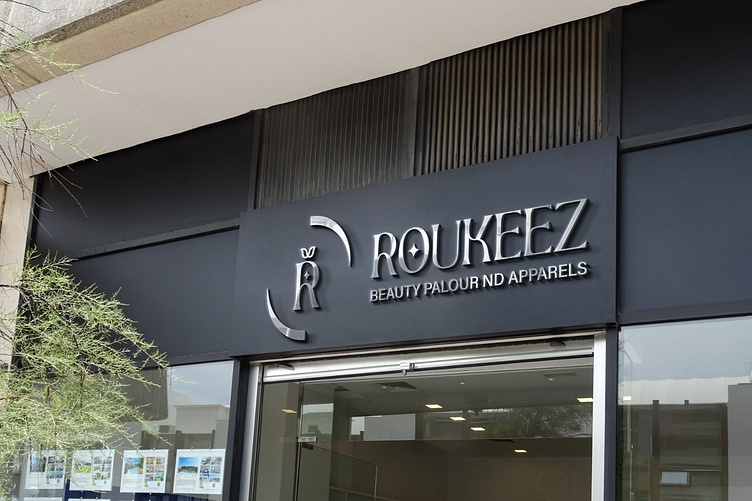 Ř
ROUKEEZ
BEAUTY PALOUR ND APPARELS